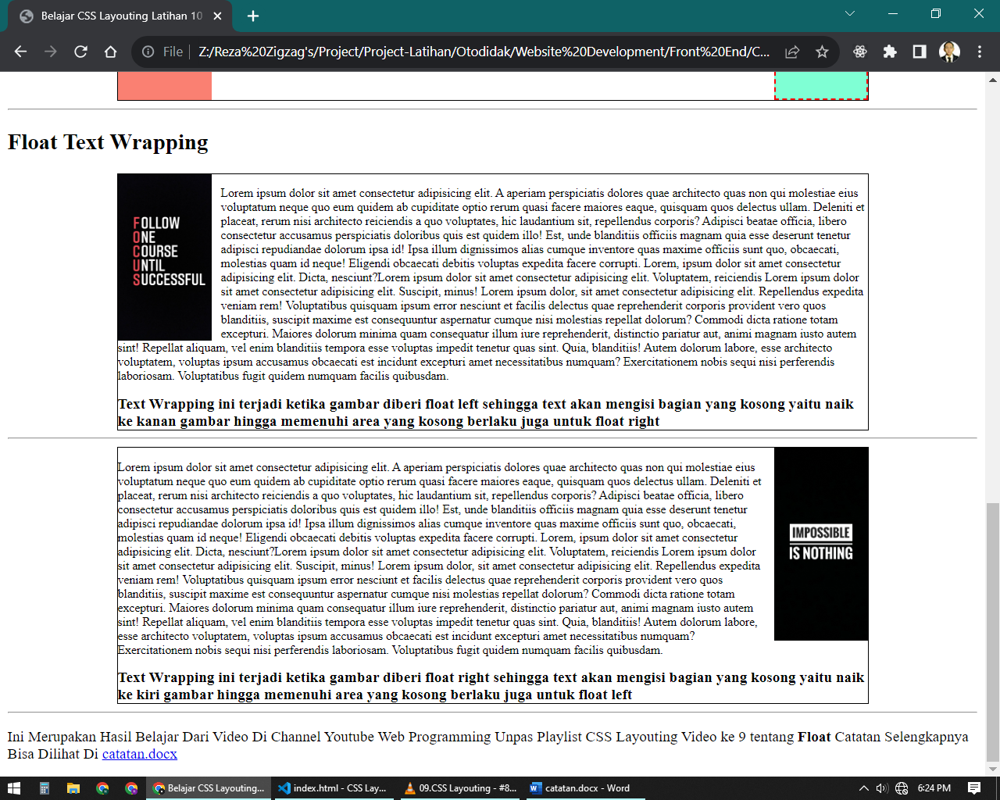 Belajar CSS Layouting Latihan 10
File
Z:/Reza%20Zigzag's/Project/Project-Latihan/Otodidak/Website%20Development/Front%20End/C...
Float Text Wrapping
FOLLOW
ONE
COURSE
UNTIL
SUCCESSFUL
Lorem ipsum dolor sit amet consectetur adipisicing elit. A aperiam perspiciatis dolores quae architecto quas non qui molestiae eius
voluptatum neque quo eum quidem ab cupiditate optio rerum quasi facere maiores eaque, quisquam quos delectus ullam. Deleniti et
placeat, rerum nisi architecto reiciendis a quo voluptates, hic laudantium sit, repellendus corporis? Adipisci beatae officia, libero
consectetur accusamus perspiciatis doloribus quis est quidem illo! Est, unde blanditiis officiis magnam quia esse deserunt tenetur
adipisci repudiandae dolorum ipsa id! Ipsa illum dignissimos alias cumque inventore quas maxime officiis sunt quo, obcaecati,
molestias quam id neque! Eligendi obcaecati debitis voluptas expedita facere corrupti. Lorem, ipsum dolor sit amet consectetur
adipisicing elit. Dicta, nesciunt?Lorem ipsum dolor sit amet consectetur adipisicing elit. Voluptatem, reiciendis Lorem ipsum dolor
sit amet consectetur adipisicing elit. Suscipit, minus! Lorem ipsum dolor, sit amet consectetur adipisicing elit. Repellendus expedita
veniam rem! Voluptatibus quisquam ipsum error nesciunt et facilis delectus quae reprehenderit corporis provident vero quos
blanditiis, suscipit maxime est consequuntur aspernatur cumque nisi molestias repellat dolorum? Commodi dicta ratione totam
excepturi. Maiores dolorum minima quam consequatur illum iure reprehenderit, distinctio pariatur aut, animi magnam iusto autem
sint! Repellat aliquam, vel enim blanditiis tempora esse voluptas impedit tenetur quas sint. Quia, blanditiis! Autem dolorum labore, esse architecto
voluptatem, voluptas ipsum accusamus obcaecati est incidunt excepturi amet necessitatibus numquam? Exercitationem nobis sequi nisi perferendis
laboriosam. Voluptatibus fugit quidem numquam facilis quibusdam.
Text Wrapping ini terjadi ketika gambar diberi float left sehingga text akan mengisi bagian yang kosong yaitu naik
ke kanan gambar hingga memenuhi area yang kosong berlaku juga untuk float right
Lorem ipsum dolor sit amet consectetur adipisicing elit. A aperiam perspiciatis dolores quae architecto quas non qui molestiae eius
voluptatum neque quo eum quidem ab cupiditate optio rerum quasi facere maiores eaque, quisquam quos delectus ullam. Deleniti et
placeat, rerum nisi architecto reiciendis a quo voluptates, hic laudantium sit, repellendus corporis? Adipisci beatae officia, libero
consectetur accusamus perspiciatis doloribus quis est quidem illo! Est, unde blanditiis officiis magnam quia esse deserunt tenetur
adipisci repudiandae dolorum ipsa id! Ipsa illum dignissimos alias cumque inventore quas maxime officiis sunt quo, obcaecati,
molestias quam id neque! Eligendi obcaecati debitis voluptas expedita facere corrupti. Lorem, ipsum dolor sit amet consectetur
adipisicing elit. Dicta, nesciunt?Lorem ipsum dolor sit amet consectetur adipisicing elit. Voluptatem, reiciendis Lorem ipsum dolor
sit amet consectetur adipisicing elit. Suscipit, minus! Lorem ipsum dolor, sit amet consectetur adipisicing elit. Repellendus expedita
veniam rem! Voluptatibus quisquam ipsum error nesciunt et facilis delectus quae reprehenderit corporis provident vero quos
blanditiis, suscipit maxime est consequuntur aspernatur cumque nisi molestias repellat dolorum? Commodi dicta ratione totam
excepturi. Maiores dolorum minima quam consequatur illum iure reprehenderit, distinctio pariatur aut, animi magnam iusto autem
sint! Repellat aliquam, vel enim blanditiis tempora esse voluptas impedit tenetur quas sint. Quia, blanditiis! Autem dolorum labore,
esse architecto voluptatem, voluptas ipsum accusamus obcaecati est incidunt excepturi amet necessitatibus numquam?
Exercitationem nobis sequi nisi perferendis laboriosam. Voluptatibus fugit quidem numquam facilis quibusdam.
IMPOSSIBLE
IS NOTHING
Text Wrapping ini terjadi ketika gambar diberi float right sehingga text akan mengisi bagian yang kosong yaitu naik
ke kiri gambar hingga memenuhi area yang kosong berlaku juga untuk float left
Ini Merupakan Hasil Belajar Dari Video Di Channel Youtube Web Programming Unpas Playlist CSS Layouting Video ke 9 tentang Float Catatan Selengkapnya
Bisa Dilihat Di catatan.docx
Belajar CSS Layouting...
index.html - CSS Lay...
09.CSS Layouting - #8...
catatan.docx - Word
6:24 PM